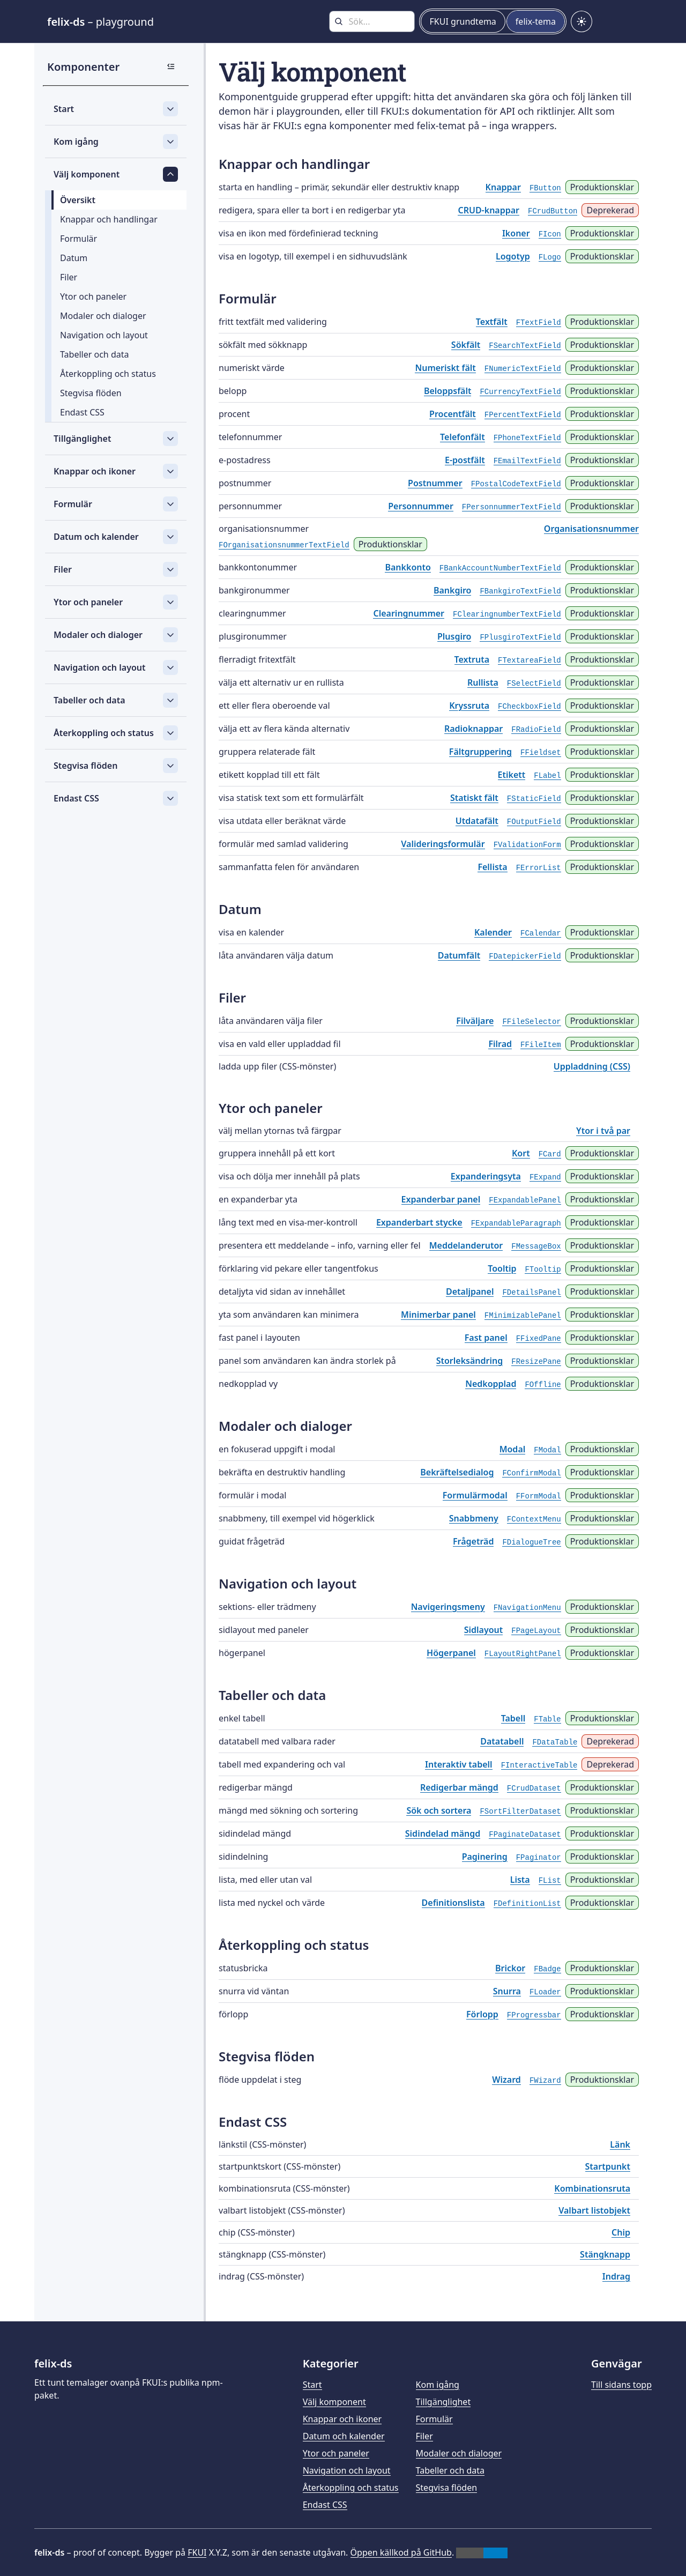 felix-ds – playground
Sök...
FKUI grundtema
felix-tema
Komponenter
Start
Kom igång
Välj komponent
Översikt
Knappar och handlingar
Formulär
Datum
Filer
Ytor och paneler
Modaler och dialoger
Navigation och layout
Tabeller och data
Återkoppling och status
Stegvisa flöden
Endast CSS
Tillgänglighet
Knappar och ikoner
Formulär
Datum och kalender
Filer
Ytor och paneler
Modaler och dialoger
Navigation och layout
Tabeller och data
Återkoppling och status
Stegvisa flöden
Endast CSS
Välj komponent
Komponentguide grupperad efter uppgift: hitta det användaren ska göra och följ länken till
demon här i playgrounden, eller till FKUI:s dokumentation för API och riktlinjer. Allt som
visas här är FKUI:s egna komponenter med felix-temat på – inga wrappers.
Knappar och handlingar
starta en handling – primär, sekundär eller destruktiv knapp Knappar FButton Produktionsklar
redigera, spara eller ta bort i en redigerbar yta CRUD-knappar FCrudButton Deprekerad
visa en ikon med fördefinierad teckning Ikoner FIcon Produktionsklar
visa en logotyp, till exempel i en sidhuvudslänk Logotyp FLogo Produktionsklar
Formulär
fritt textfält med validering Textfält FTextField Produktionsklar
sökfält med sökknapp Sökfält FSearchTextField Produktionsklar
numeriskt värde Numeriskt fält FNumericTextField Produktionsklar
belopp Beloppsfält FCurrencyTextField Produktionsklar
procent Procentfält FPercentTextField Produktionsklar
telefonnummer Telefonfält FPhoneTextField Produktionsklar
e-postadress E-postfält FEmailTextField Produktionsklar
postnummer Postnummer FPostalCodeTextField Produktionsklar
personnummer Personnummer FPersonnummerTextField Produktionsklar
organisationsnummer Organisationsnummer
FOrganisationsnummerTextField Produktionsklar
bankkontonummer Bankkonto FBankAccountNumberTextField Produktionsklar
bankgironummer Bankgiro FBankgiroTextField Produktionsklar
clearingnummer Clearingnummer FClearingnumberTextField Produktionsklar
plusgironummer Plusgiro FPlusgiroTextField Produktionsklar
flerradigt fritextfält Textruta FTextareaField Produktionsklar
välja ett alternativ ur en rullista Rullista FSelectField Produktionsklar
ett eller flera oberoende val Kryssruta FCheckboxField Produktionsklar
välja ett av flera kända alternativ Radioknappar FRadioField Produktionsklar
gruppera relaterade fält Fältgruppering FFieldset Produktionsklar
etikett kopplad till ett fält Etikett FLabel Produktionsklar
visa statisk text som ett formulärfält Statiskt fält FStaticField Produktionsklar
visa utdata eller beräknat värde Utdatafält FOutputField Produktionsklar
formulär med samlad validering Valideringsformulär FValidationForm Produktionsklar
sammanfatta felen för användaren Fellista FErrorList Produktionsklar
Datum
visa en kalender Kalender FCalendar Produktionsklar
låta användaren välja datum Datumfält FDatepickerField Produktionsklar
Filer
låta användaren välja filer Filväljare FFileSelector Produktionsklar
visa en vald eller uppladdad fil Filrad FFileItem Produktionsklar
ladda upp filer (CSS-mönster) Uppladdning (CSS)
Ytor och paneler
välj mellan ytornas två färgpar Ytor i två par
gruppera innehåll på ett kort Kort FCard Produktionsklar
visa och dölja mer innehåll på plats Expanderingsyta FExpand Produktionsklar
en expanderbar yta Expanderbar panel FExpandablePanel Produktionsklar
lång text med en visa-mer-kontroll Expanderbart stycke FExpandableParagraph Produktionsklar
presentera ett meddelande – info, varning eller fel Meddelanderutor FMessageBox Produktionsklar
förklaring vid pekare eller tangentfokus Tooltip FTooltip Produktionsklar
detaljyta vid sidan av innehållet Detaljpanel FDetailsPanel Produktionsklar
yta som användaren kan minimera Minimerbar panel FMinimizablePanel Produktionsklar
fast panel i layouten Fast panel FFixedPane Produktionsklar
panel som användaren kan ändra storlek på Storleksändring FResizePane Produktionsklar
nedkopplad vy Nedkopplad FOffline Produktionsklar
Modaler och dialoger
en fokuserad uppgift i modal Modal FModal Produktionsklar
bekräfta en destruktiv handling Bekräftelsedialog FConfirmModal Produktionsklar
formulär i modal Formulärmodal FFormModal Produktionsklar
snabbmeny, till exempel vid högerklick Snabbmeny FContextMenu Produktionsklar
guidat frågeträd Frågeträd FDialogueTree Produktionsklar
Navigation och layout
sektions- eller trädmeny Navigeringsmeny FNavigationMenu Produktionsklar
sidlayout med paneler Sidlayout FPageLayout Produktionsklar
högerpanel Högerpanel FLayoutRightPanel Produktionsklar
Tabeller och data
enkel tabell Tabell FTable Produktionsklar
datatabell med valbara rader Datatabell FDataTable Deprekerad
tabell med expandering och val Interaktiv tabell FInteractiveTable Deprekerad
redigerbar mängd Redigerbar mängd FCrudDataset Produktionsklar
mängd med sökning och sortering Sök och sortera FSortFilterDataset Produktionsklar
sidindelad mängd Sidindelad mängd FPaginateDataset Produktionsklar
sidindelning Paginering FPaginator Produktionsklar
lista, med eller utan val Lista FList Produktionsklar
lista med nyckel och värde Definitionslista FDefinitionList Produktionsklar
Återkoppling och status
statusbricka Brickor FBadge Produktionsklar
snurra vid väntan Snurra FLoader Produktionsklar
förlopp Förlopp FProgressbar Produktionsklar
Stegvisa flöden
flöde uppdelat i steg Wizard FWizard Produktionsklar
Endast CSS
länkstil (CSS-mönster) Länk
startpunktskort (CSS-mönster) Startpunkt
kombinationsruta (CSS-mönster) Kombinationsruta
valbart listobjekt (CSS-mönster) Valbart listobjekt
chip (CSS-mönster) Chip
stängknapp (CSS-mönster) Stängknapp
indrag (CSS-mönster) Indrag
felix-ds
Ett tunt temalager ovanpå FKUI:s publika npm-
paket.
Kategorier
Start Kom igång
Välj komponent Tillgänglighet
Knappar och ikoner Formulär
Datum och kalender Filer
Ytor och paneler Modaler och dialoger
Navigation och layout Tabeller och data
Återkoppling och status Stegvisa flöden
Endast CSS
Genvägar
Till sidans topp
felix-ds – proof of concept. Bygger på FKUI X.Y.Z, som är den senaste utgåvan. Öppen källkod på GitHub.